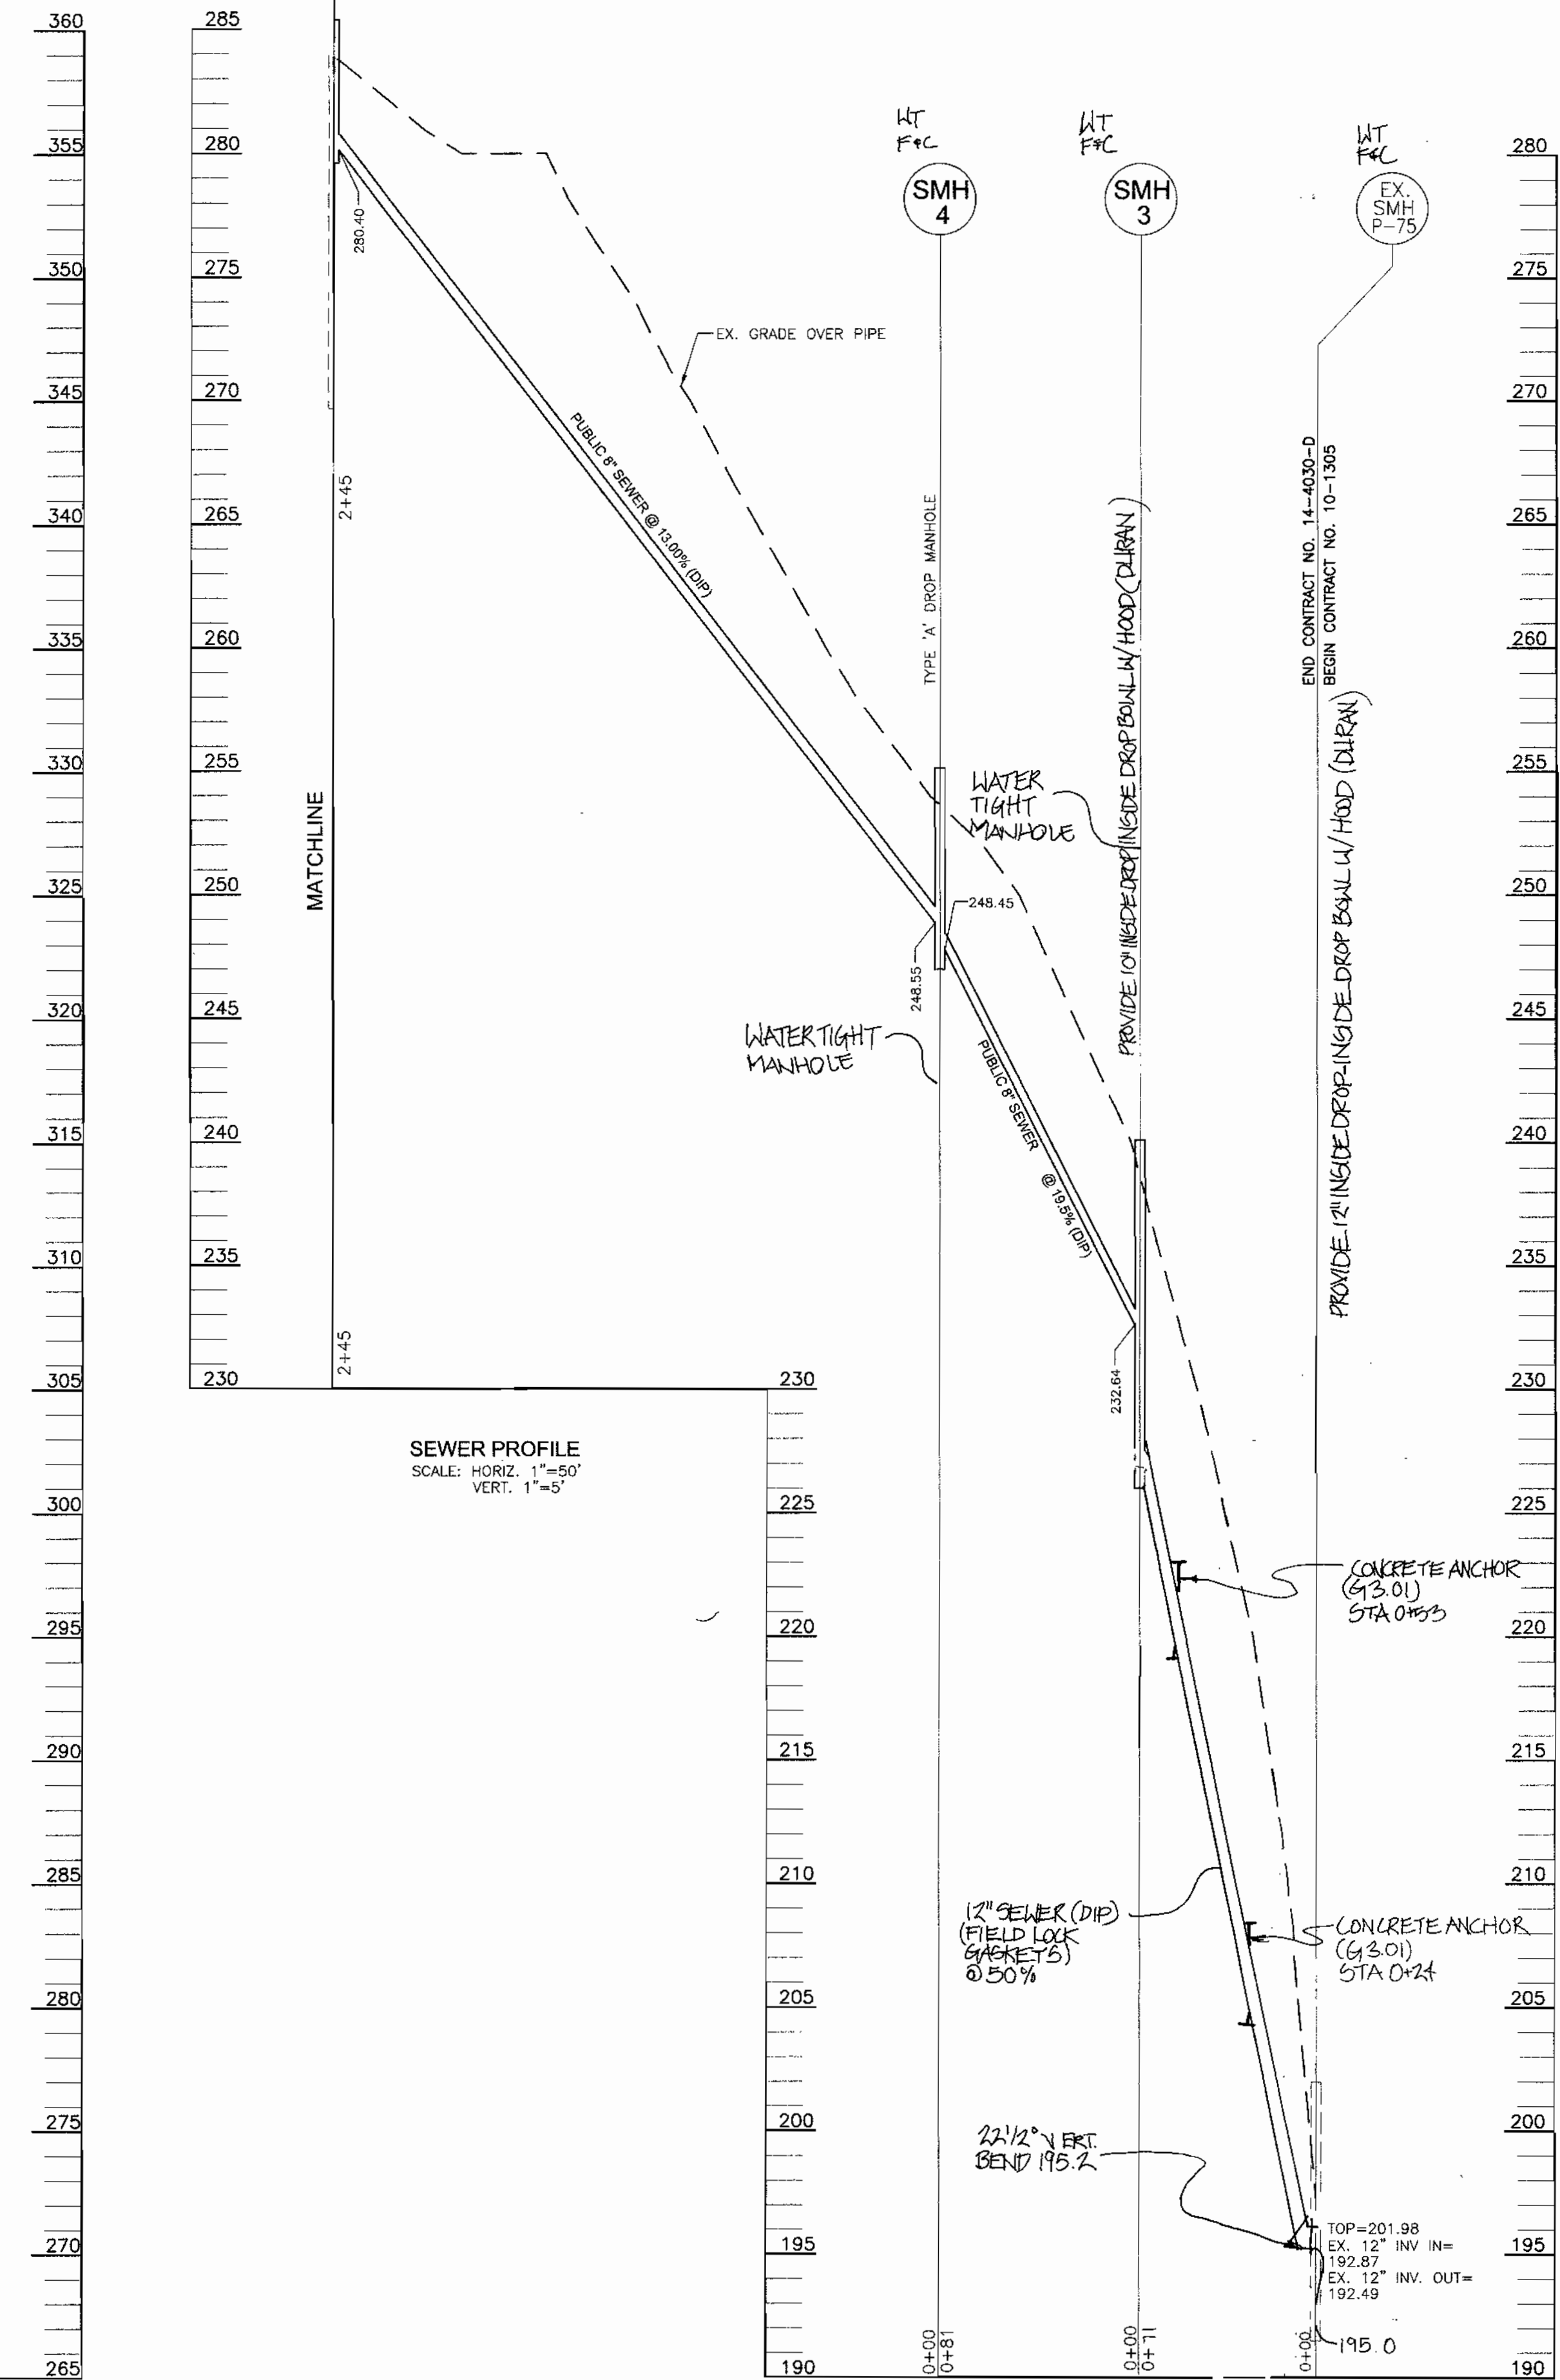 360
355
350
345
340
335
330
325
320
315
310
305
300
295
290
285
280
275
270
265
285
280
275
270
265
260
255
250
245
240
235
230
MATCHLINE
2+45
2+45
280.40
PUBLIC 8" SEWER @ 13.00% (DIP)
EX. GRADE OVER PIPE
SEWER PROFILE
SCALE: HORIZ. 1"=50'
VERT. 1"=5'
WT
F&C
SMH
4
TYPE 'A' DROP MANHOLE
248.55
248.45
WATERTIGHT
MANHOLE
PUBLIC 8" SEWER @ 19.5% (DIP)
WT
F&C
SMH
3
PROVIDE 10" INSIDE DROP INSIDE DROP BOWL W/ HOOD (DURAN)
WATER
TIGHT
MANHOLE
232.64
WT
F&C
EX.
SMH
P-75
END CONTRACT NO. 14-4030-D
BEGIN CONTRACT NO. 10-1305
PROVIDE 12" INSIDE DROP-INSIDE DROP BOWL W/ HOOD (DURAN)
CONCRETE ANCHOR
(G3.01)
STA 0+53
12" SEWER (DIP)
(FIELD LOCK
GASKETS)
@ 50%
CONCRETE ANCHOR
(G3.01)
STA 0+24
22 1/2° VERT.
BEND 195.2
TOP=201.98
EX. 12" INV IN=
192.87
EX. 12" INV. OUT=
192.49
195.0
0+00
0+81
0+00
0+71
0+00
230
225
220
215
210
205
200
195
190
280
275
270
265
260
255
250
245
240
235
230
225
220
215
210
205
200
195
190